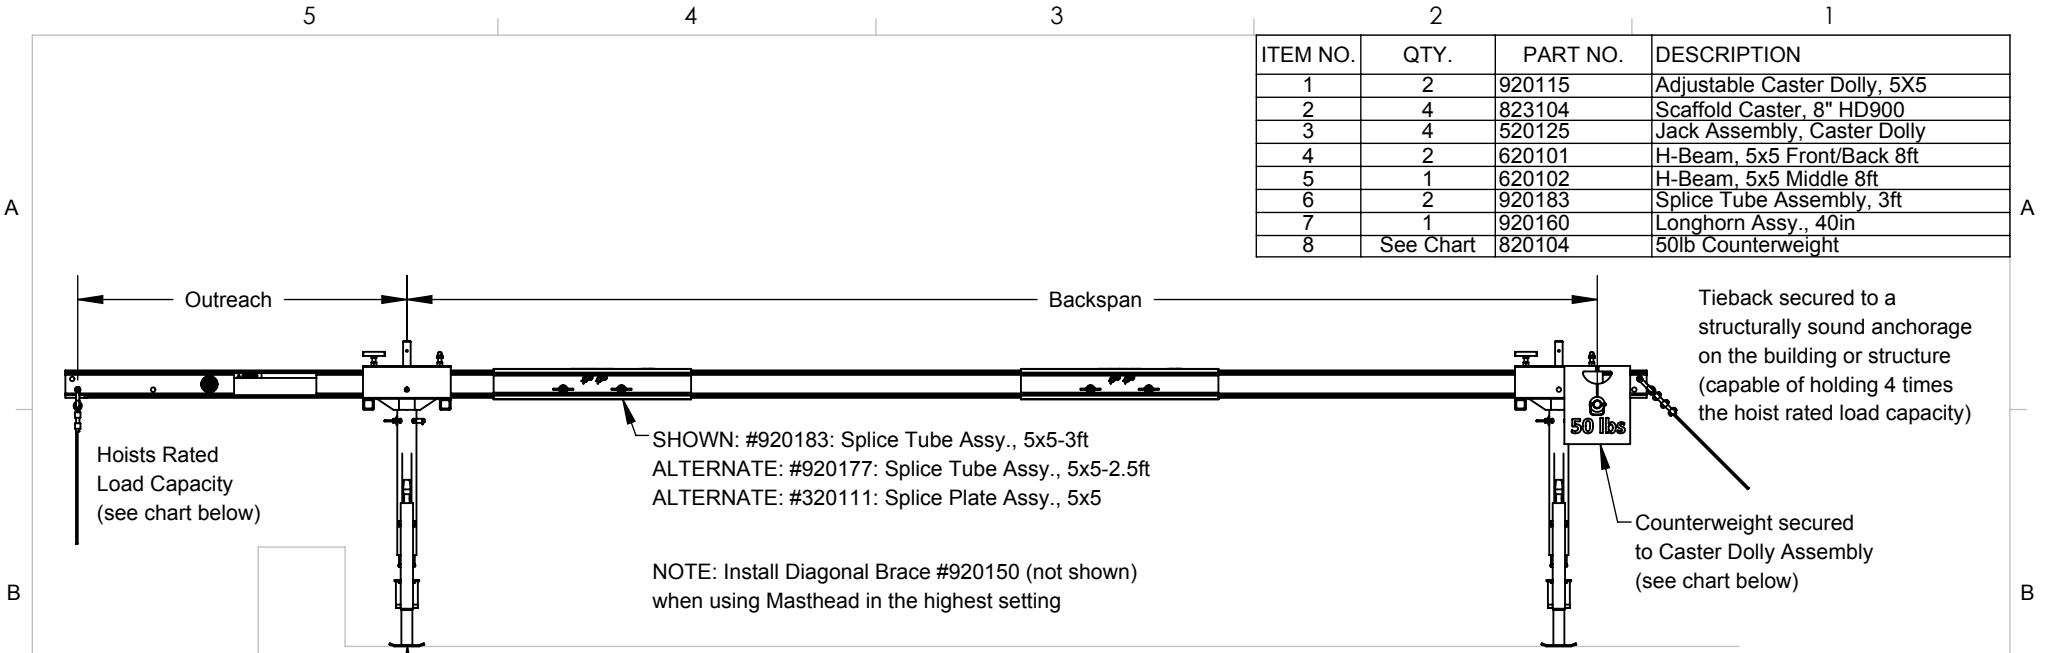 5 4 3 2 1
ITEM NO. QTY. PART NO. DESCRIPTION
1 2 920115 Adjustable Caster Dolly, 5X5
2 4 823104 Scaffold Caster, 8" HD900
3 4 520125 Jack Assembly, Caster Dolly
4 2 620101 H-Beam, 5x5 Front/Back 8ft
5 1 620102 H-Beam, 5x5 Middle 8ft
6 2 920183 Splice Tube Assembly, 3ft
7 1 920160 Longhorn Assy., 40in
8 See Chart 820104 50lb Counterweight
A A
Outreach Backspan
Tieback secured to a
structurally sound anchorage
on the building or structure
(capable of holding 4 times
the hoist rated load capacity)
50 lbs
Hoists Rated
Load Capacity
(see chart below)
SHOWN: #920183: Splice Tube Assy., 5x5-3ft
ALTERNATE: #920177: Splice Tube Assy., 5x5-2.5ft
ALTERNATE: #320111: Splice Plate Assy., 5x5
Counterweight secured
to Caster Dolly Assembly
(see chart below)
NOTE: Install Diagonal Brace #920150 (not shown)
when using Masthead in the highest setting
B B